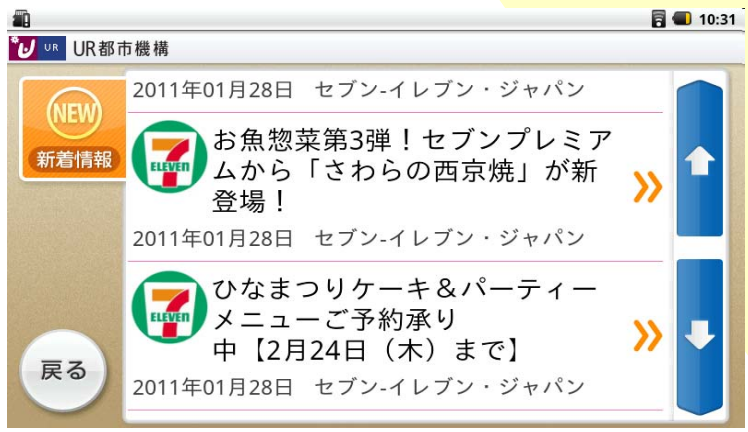 10:31
UR UR都市機構
NEW
新着情報
2011年01月28日 セブン-イレブン・ジャパン
7
ELEVEn
お魚惣菜第3弾！セブンプレミア
ムから「さわらの西京焼」が新
登場！
2011年01月28日 セブン-イレブン・ジャパン
7
ELEVEn
ひなまつりケーキ＆パーティー
メニューご予約承り
中【2月24日（木）まで】
2011年01月28日 セブン-イレブン・ジャパン
戻る